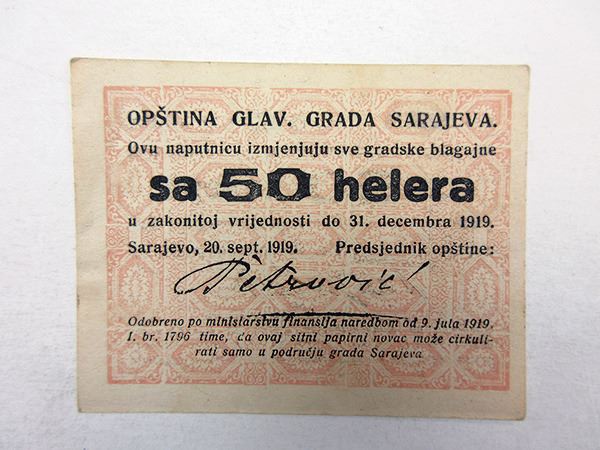 OPŠTINA GLAV. GRADA SARAJEVA.
Ovu naputnicu izmjenjuju sve gradske blagajne
sa 50 helera
u zakonitoj vrijednosti do 31. decembra 1919.
Sarajevo, 20. sept. 1919. Predsjednik opštine:
Petrović
Odobreno po ministarstvu finansija naredbom od 9. jula 1919.
I. br. 1796 time, da ovaj sitni papirni novac može cirkuli-
rati samo u području grada Sarajeva